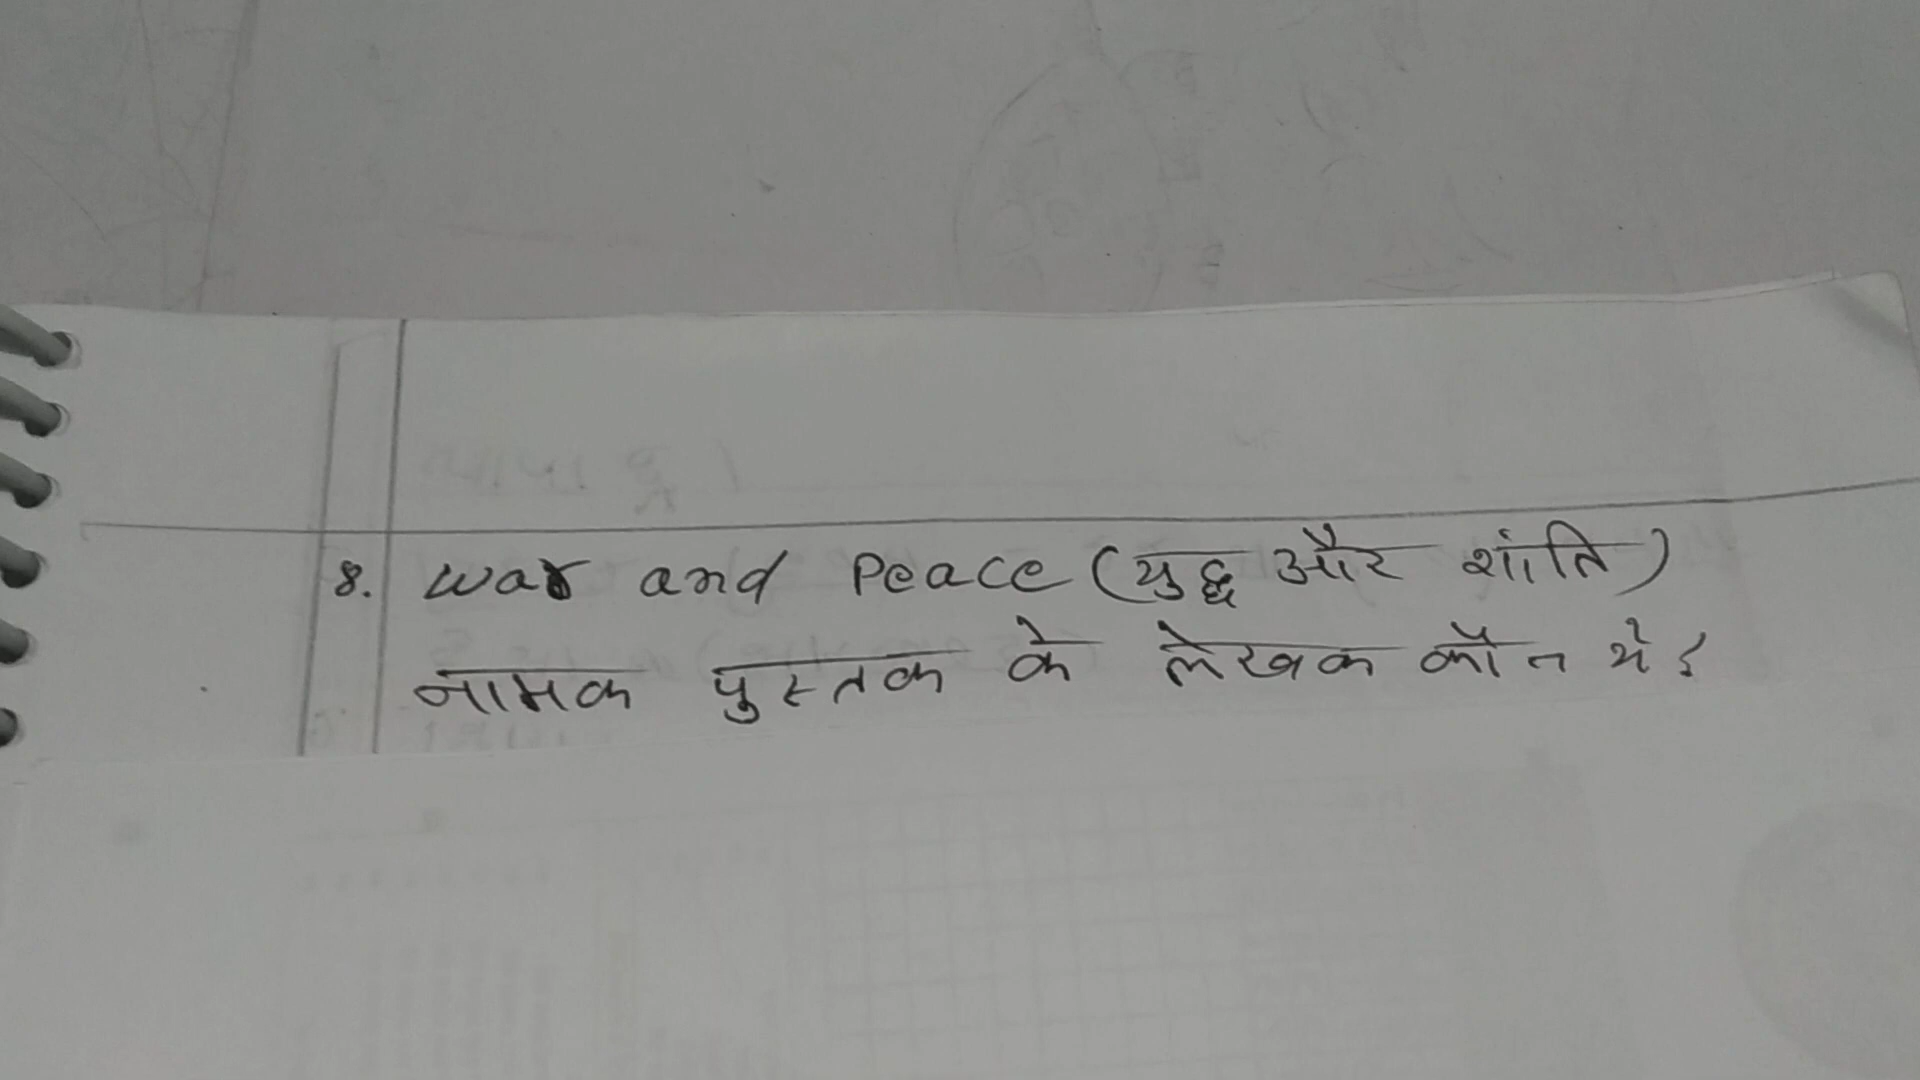 8. war and Peace (युद्ध और शांति)
नामक पुस्तक के लेखक कौन थे?